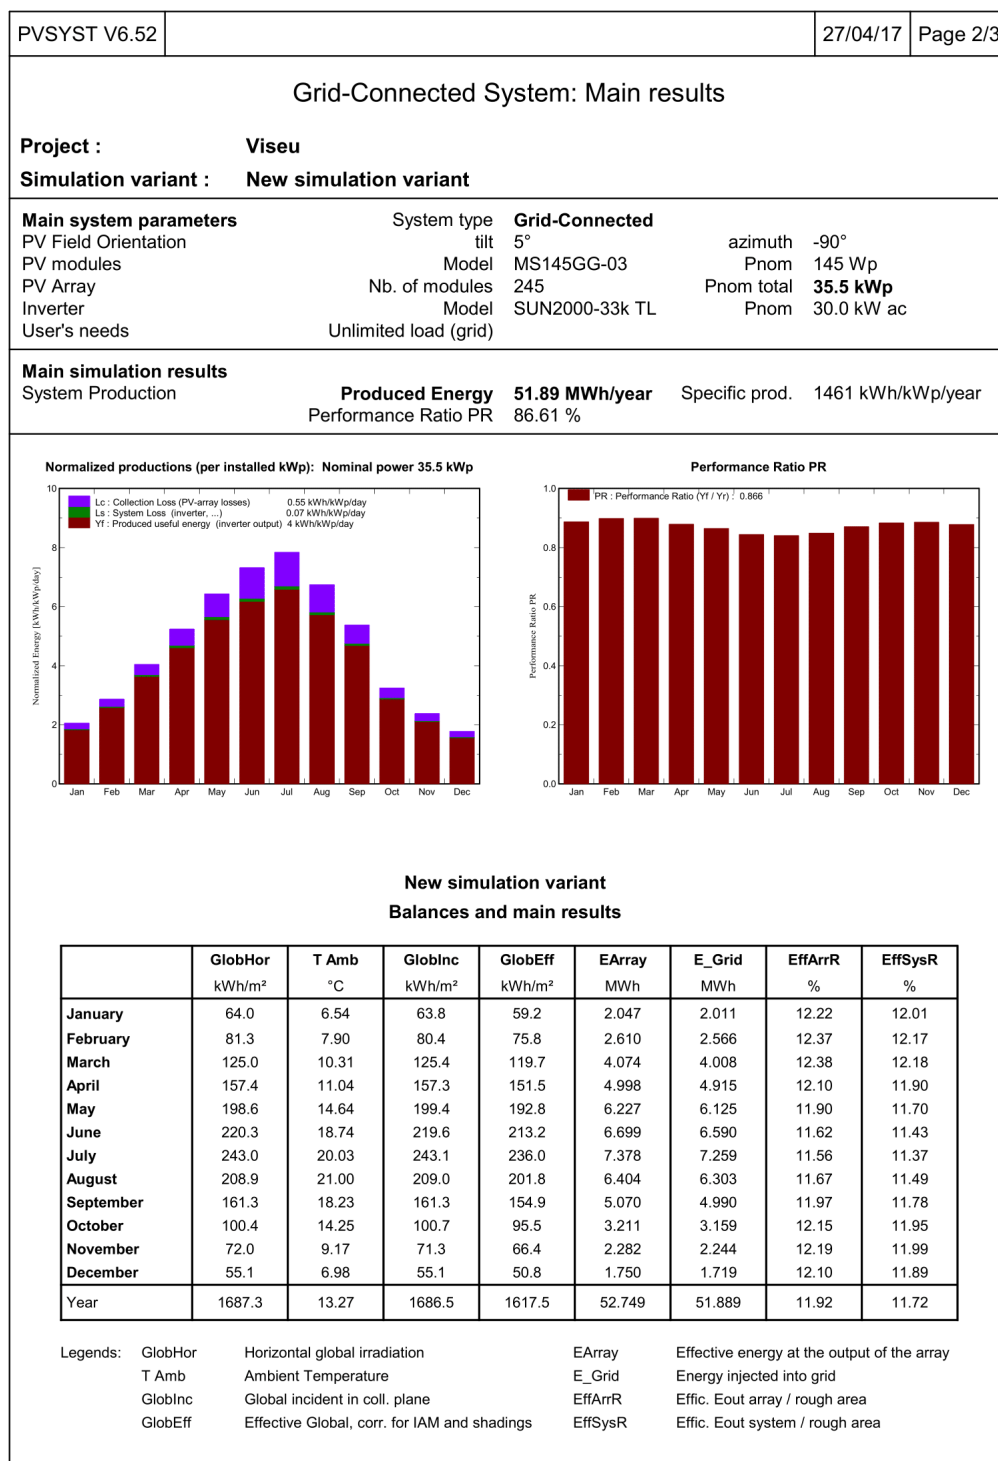 PVSYST V6.52 27/04/17 Page 2/3
Grid-Connected System: Main results
Project : Viseu
Simulation variant : New simulation variant
Main system parameters System type Grid-Connected
PV Field Orientation tilt 5° azimuth -90°
PV modules Model MS145GG-03 Pnom 145 Wp
PV Array Nb. of modules 245 Pnom total 35.5 kWp
Inverter Model SUN2000-33k TL Pnom 30.0 kW ac
User's needs Unlimited load (grid)
Main simulation results
System Production Produced Energy 51.89 MWh/year Specific prod. 1461 kWh/kWp/year
Performance Ratio PR 86.61 %
Normalized productions (per installed kWp): Nominal power 35.5 kWp
Lc : Collection Loss (PV-array losses) 0.55 kWh/kWp/day
Ls : System Loss (inverter, ...) 0.07 kWh/kWp/day
Yf : Produced useful energy (inverter output) 4 kWh/kWp/day
Normalized Energy [kWh/kWp/day]
10
8
6
4
2
0
Jan Feb Mar Apr May Jun Jul Aug Sep Oct Nov Dec
Performance Ratio PR
PR : Performance Ratio (Yf / Yr) : 0.866
Performance Ratio PR
1.0
0.8
0.6
0.4
0.2
0.0
Jan Feb Mar Apr May Jun Jul Aug Sep Oct Nov Dec
New simulation variant
Balances and main results
GlobHor T Amb GlobInc GlobEff EArray E_Grid EffArrR EffSysR
kWh/m² °C kWh/m² kWh/m² MWh MWh % %
January 64.0 6.54 63.8 59.2 2.047 2.011 12.22 12.01
February 81.3 7.90 80.4 75.8 2.610 2.566 12.37 12.17
March 125.0 10.31 125.4 119.7 4.074 4.008 12.38 12.18
April 157.4 11.04 157.3 151.5 4.998 4.915 12.10 11.90
May 198.6 14.64 199.4 192.8 6.227 6.125 11.90 11.70
June 220.3 18.74 219.6 213.2 6.699 6.590 11.62 11.43
July 243.0 20.03 243.1 236.0 7.378 7.259 11.56 11.37
August 208.9 21.00 209.0 201.8 6.404 6.303 11.67 11.49
September 161.3 18.23 161.3 154.9 5.070 4.990 11.97 11.78
October 100.4 14.25 100.7 95.5 3.211 3.159 12.15 11.95
November 72.0 9.17 71.3 66.4 2.282 2.244 12.19 11.99
December 55.1 6.98 55.1 50.8 1.750 1.719 12.10 11.89
Year 1687.3 13.27 1686.5 1617.5 52.749 51.889 11.92 11.72
Legends: GlobHor Horizontal global irradiation EArray Effective energy at the output of the array
T Amb Ambient Temperature E_Grid Energy injected into grid
GlobInc Global incident in coll. plane EffArrR Effic. Eout array / rough area
GlobEff Effective Global, corr. for IAM and shadings EffSysR Effic. Eout system / rough area